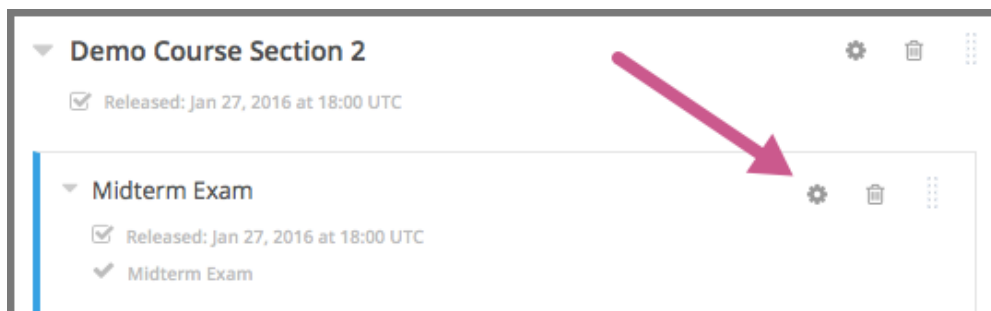 Demo Course Section 2
Released: Jan 27, 2016 at 18:00 UTC
Midterm Exam
Released: Jan 27, 2016 at 18:00 UTC
Midterm Exam